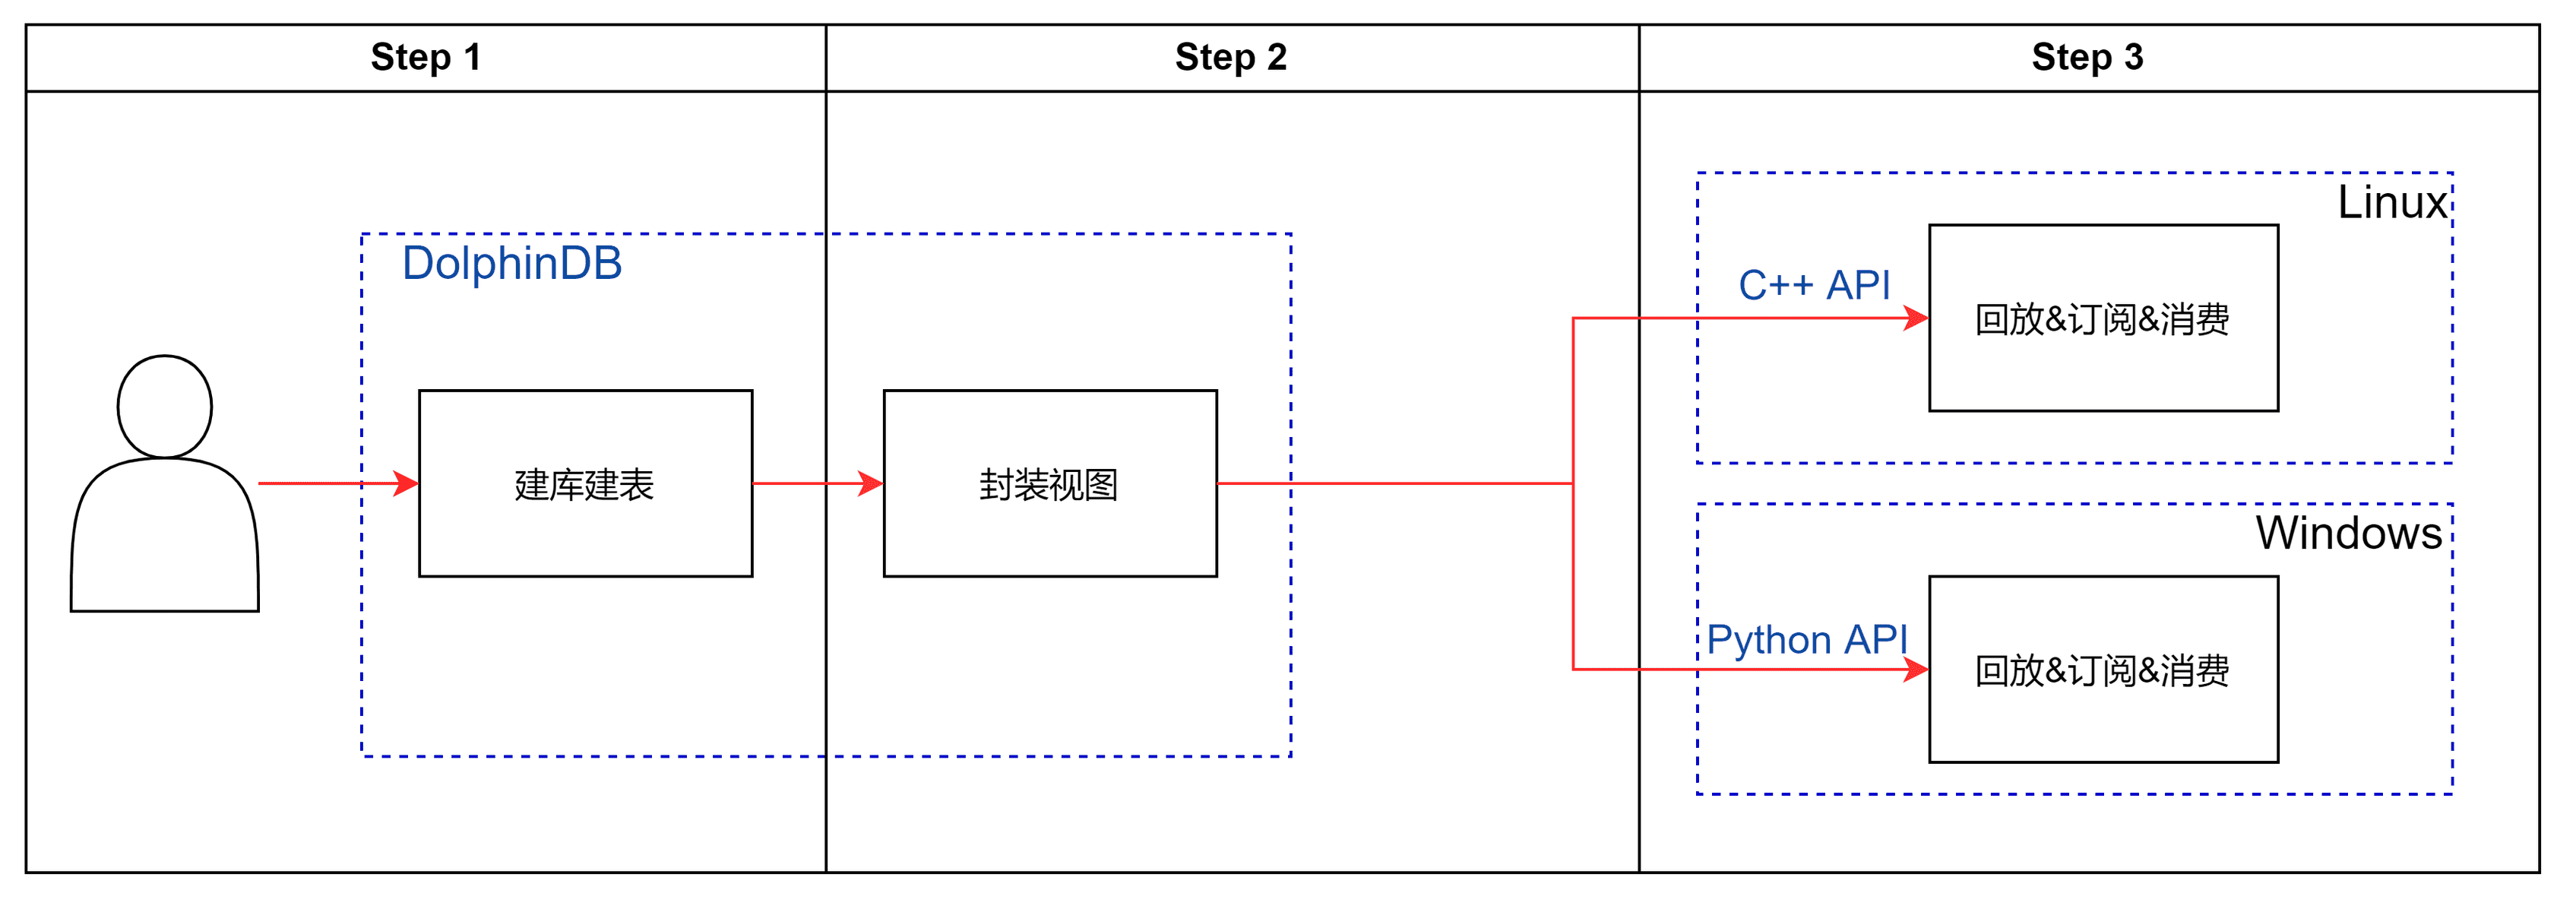 Step 1
Step 2
Step 3
DolphinDB
建库建表
封装视图
Linux
C++ API
回放&订阅&消费
Windows
Python API
回放&订阅&消费